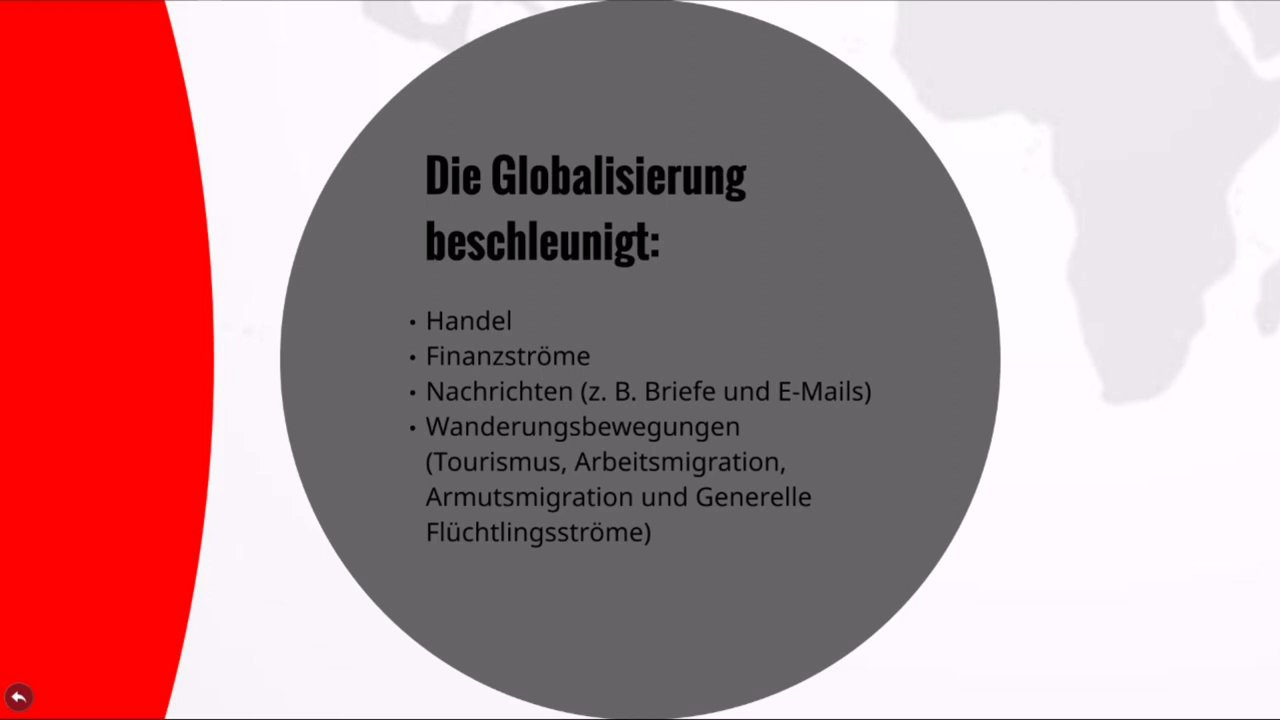 Die Globalisierung
beschleunigt:
• Handel
• Finanzströme
• Nachrichten (z. B. Briefe und E-Mails)
• Wanderungsbewegungen
(Tourismus, Arbeitsmigration,
Armutsmigration und Generelle
Flüchtlingsströme)